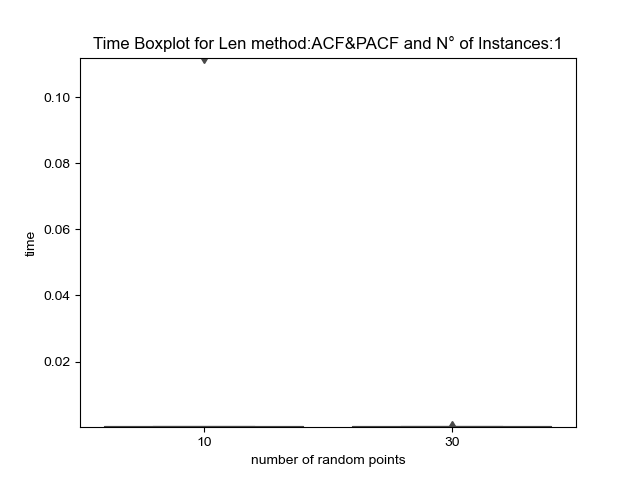 Time Boxplot for Len method:ACF&PACF and N° of Instances:1
0.10
0.08
0.06
0.04
0.02
time
10 30
number of random points